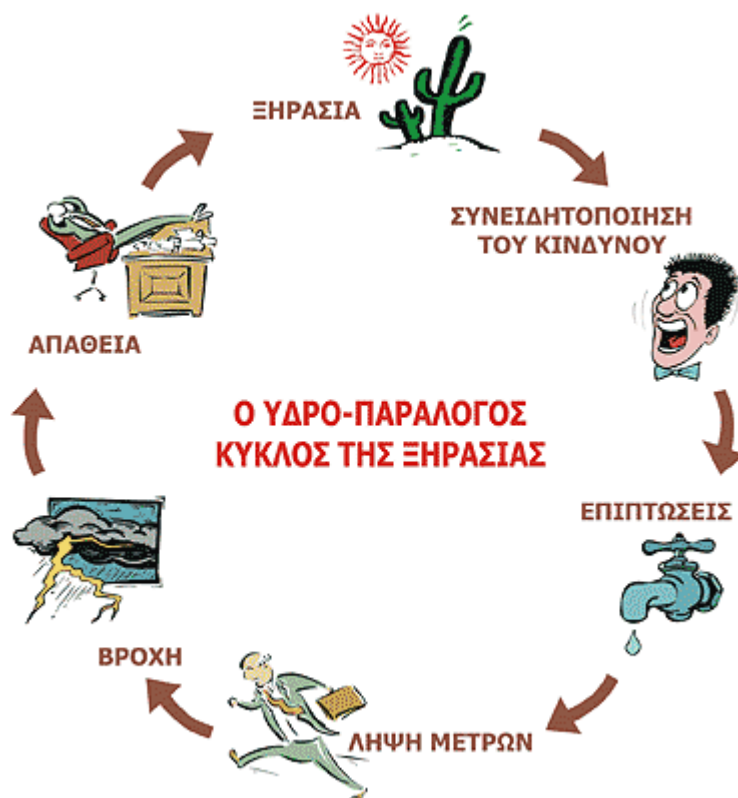 ΞΗΡΑΣΙΑ
ΣΥΝΕΙΔΗΤΟΠΟΙΗΣΗ
ΤΟΥ ΚΙΝΔΥΝΟΥ
ΑΠΑΘΕΙΑ
Ο ΥΔΡΟ-ΠΑΡΑΛΟΓΟΣ
ΚΥΚΛΟΣ ΤΗΣ ΞΗΡΑΣΙΑΣ
ΕΠΙΠΤΩΣΕΙΣ
ΒΡΟΧΗ
ΛΗΨΗ ΜΕΤΡΩΝ